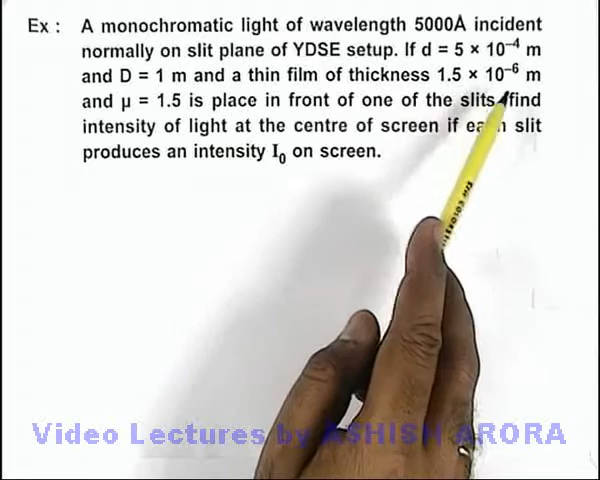 Ex : A monochromatic light of wavelength 5000Å incident
normally on slit plane of YDSE setup. If d = 5 × 10⁻⁴ m
and D = 1 m and a thin film of thickness 1.5 × 10⁻⁶ m
and μ = 1.5 is place in front of one of the slits, find
intensity of light at the centre of screen if slit
produces an intensity I₀ on screen.
Video Lectures by ASHISH ARORA